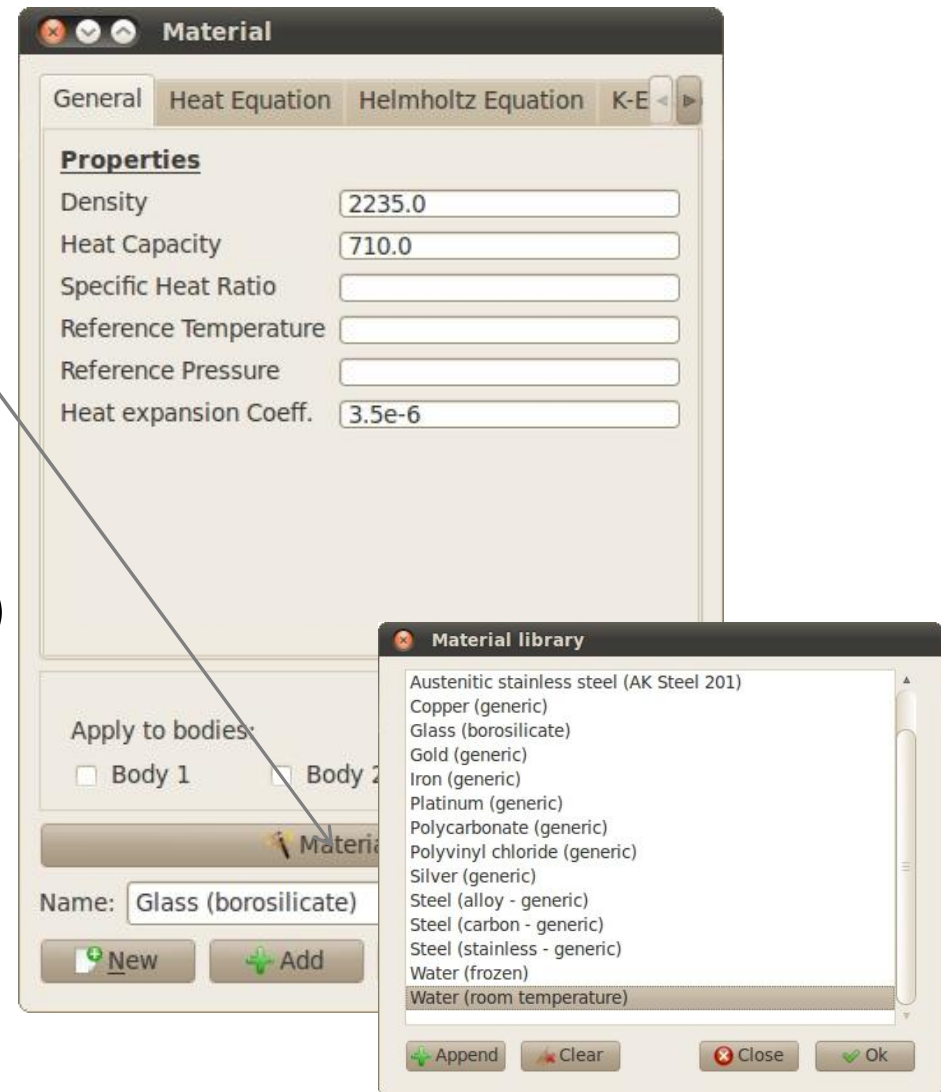 Material
General Heat Equation Helmholtz Equation K-E
Properties
Density 2235.0
Heat Capacity 710.0
Specific Heat Ratio
Reference Temperature
Reference Pressure
Heat expansion Coeff. 3.5e-6
)
Apply to bodies:
Body 1 Body 2
Materia
Name: Glass (borosilicate)
New Add
Material library
Austenitic stainless steel (AK Steel 201)
Copper (generic)
Glass (borosilicate)
Gold (generic)
Iron (generic)
Platinum (generic)
Polycarbonate (generic)
Polyvinyl chloride (generic)
Silver (generic)
Steel (alloy - generic)
Steel (carbon - generic)
Steel (stainless - generic)
Water (frozen)
Water (room temperature)
Append Clear Close Ok